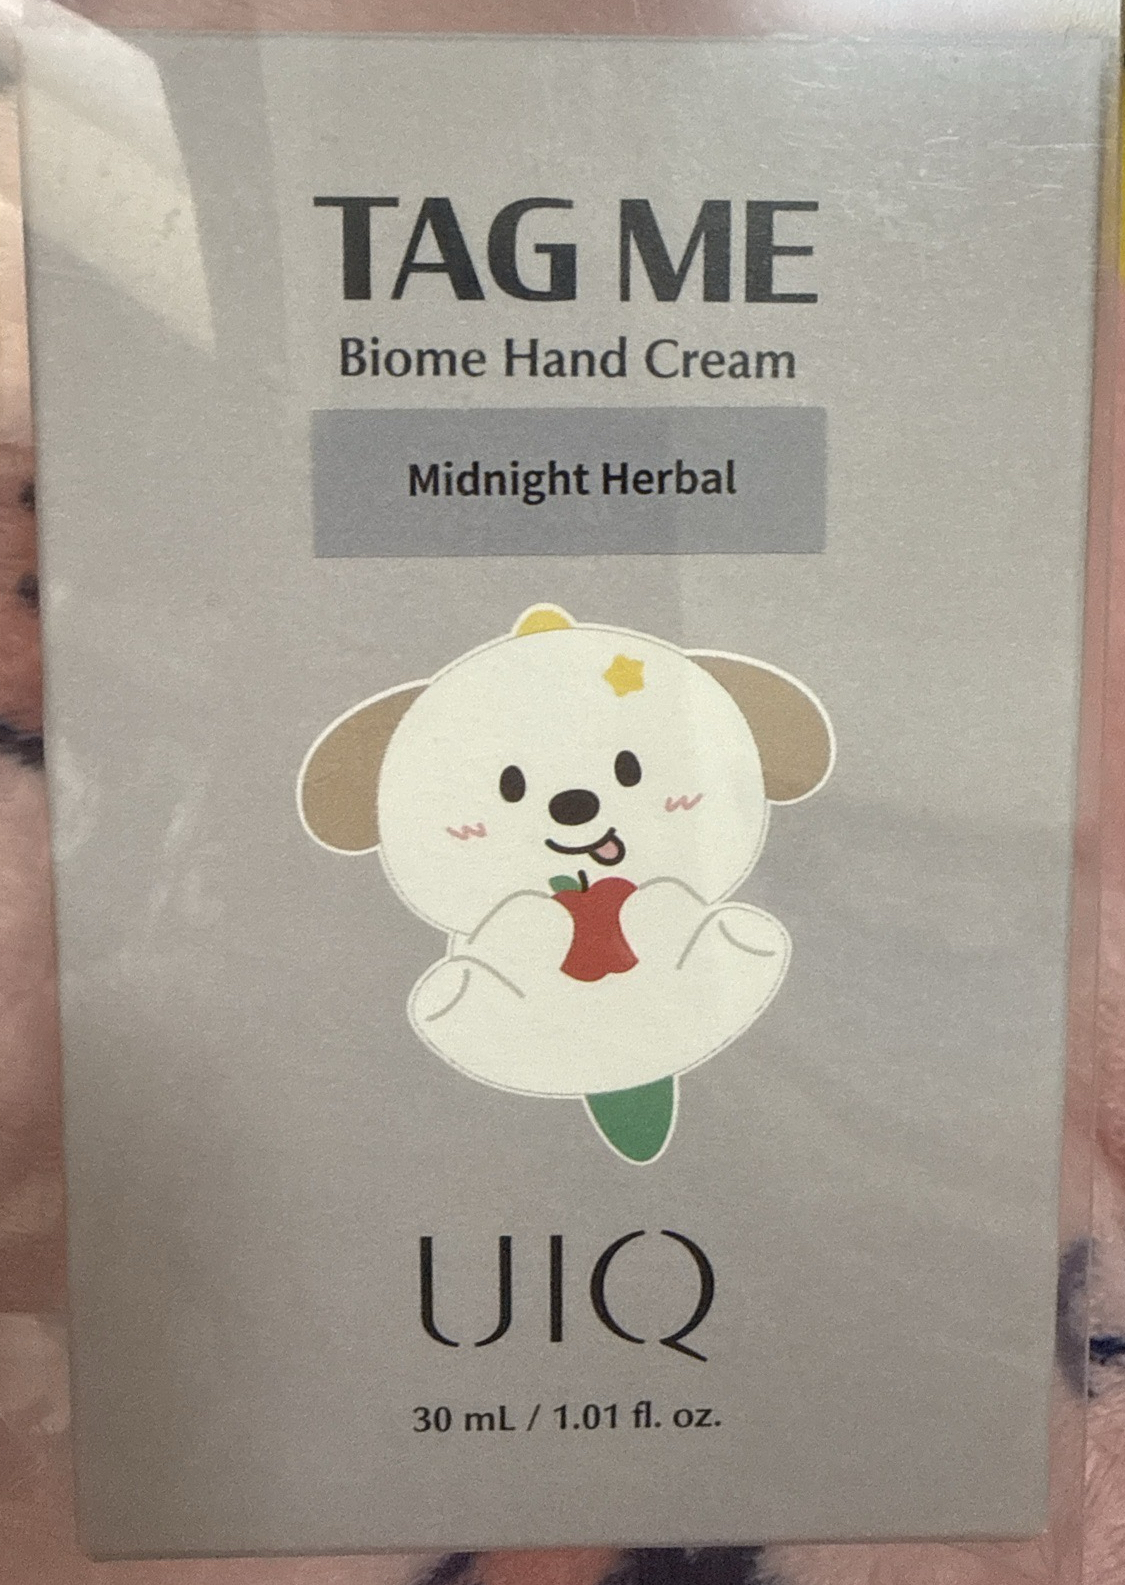 TAG ME
Biome Hand Cream
Midnight Herbal
UIQ
30 mL / 1.01 fl. oz.